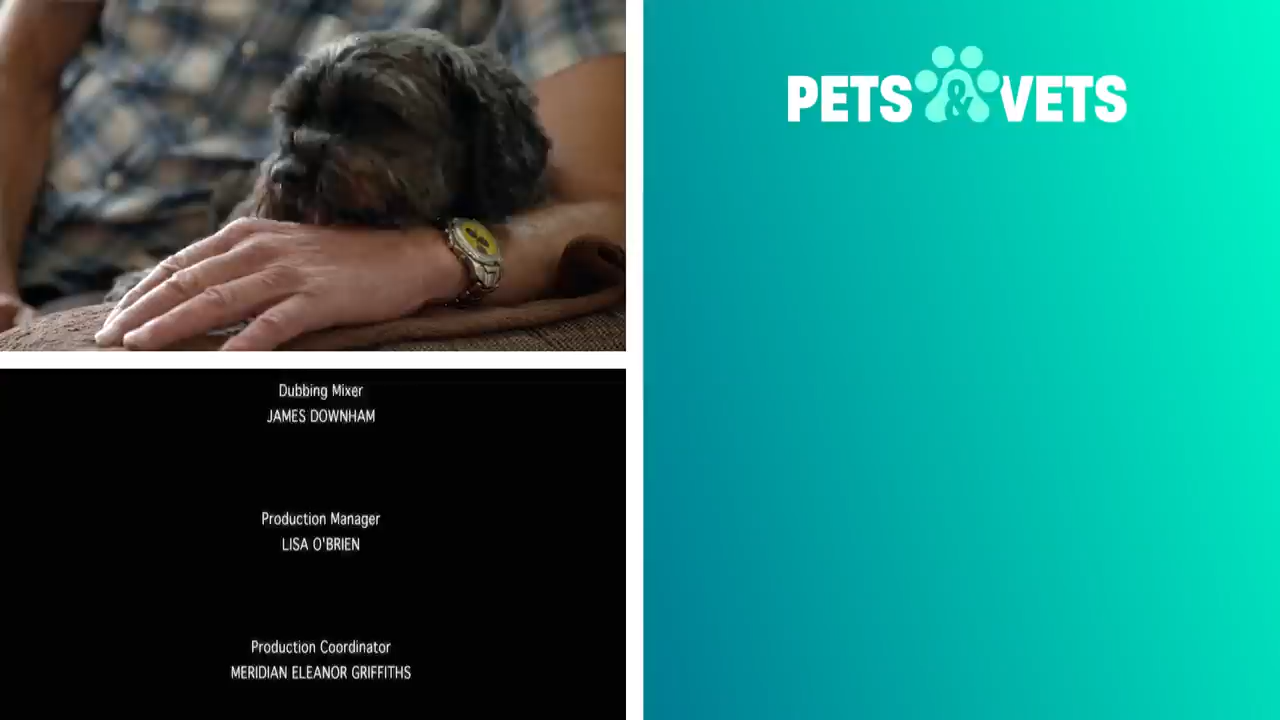 PETS & VETS
Dubbing Mixer
JAMES DOWNHAM
Production Manager
LISA O'BRIEN
Production Coordinator
MERIDIAN ELEANOR GRIFFITHS